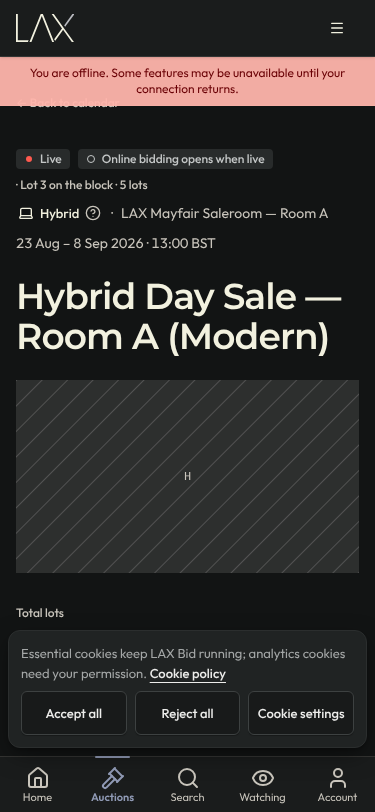 LAX
You are offline. Some features may be unavailable until your
connection returns.
Back to calendar
Live
Online bidding opens when live
· Lot 3 on the block · 5 lots
Hybrid · LAX Mayfair Saleroom — Room A
23 Aug – 8 Sep 2026 · 13:00 BST
Hybrid Day Sale —
Room A (Modern)
H
Total lots
Essential cookies keep LAX Bid running; analytics cookies
need your permission. Cookie policy
Accept all
Reject all
Cookie settings
Home
Auctions
Search
Watching
Account